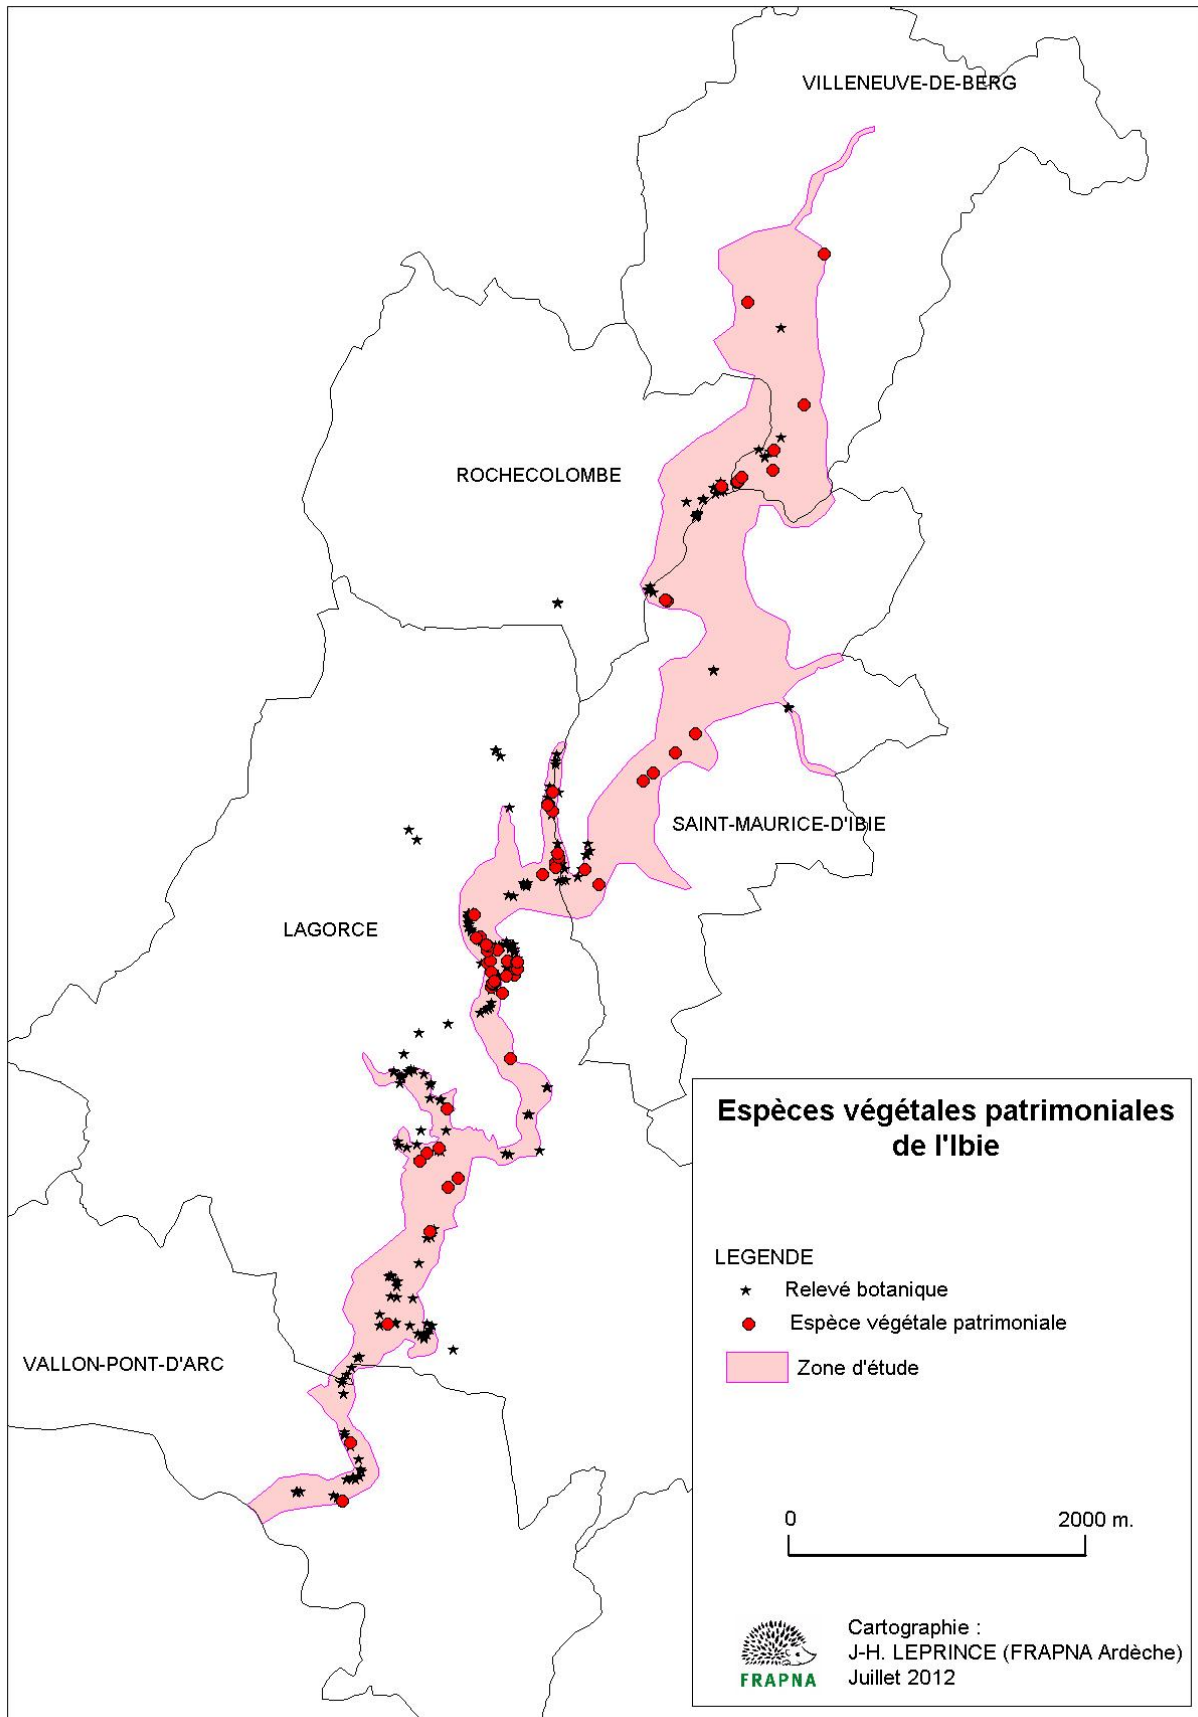 VILLENEUVE-DE-BERG
ROCHECOLOMBE
SAINT-MAURICE-D'IBIE
LAGORCE
VALLON-PONT-D'ARC
Espèces végétales patrimoniales
de l'Ibie
LEGENDE
Relevé botanique
Espèce végétale patrimoniale
Zone d'étude
0 2000 m.
Cartographie :
J-H. LEPRINCE (FRAPNA Ardèche)
Juillet 2012
FRAPNA